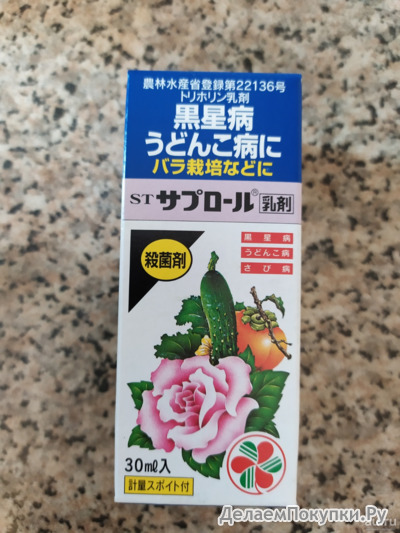 農林水産省登録第22136号
トリホリン乳剤
黒星病
うどんこ病に
バラ栽培などに
STサプロール®乳剤
黒星病
うどんこ病
さび病
殺菌剤
30mℓ入
計量スポイト付
ДелаемПокупки.Ру